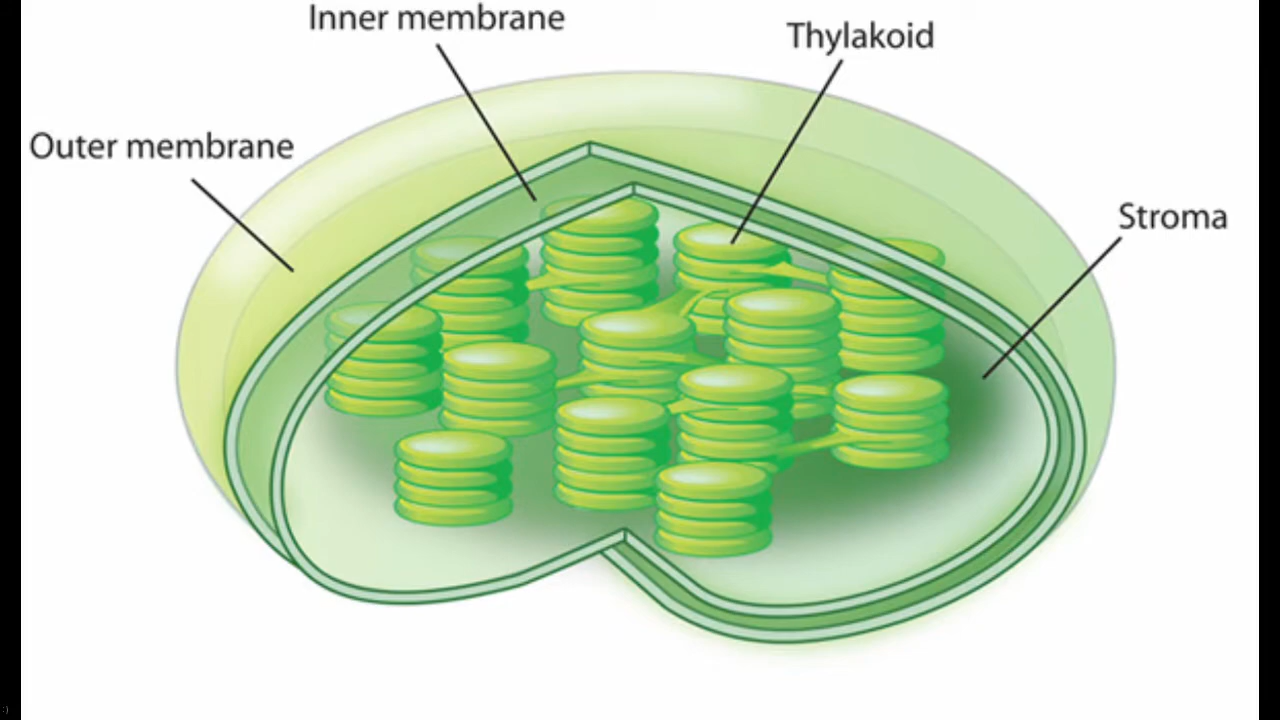 Inner membrane
Thylakoid
Outer membrane
Stroma
:)